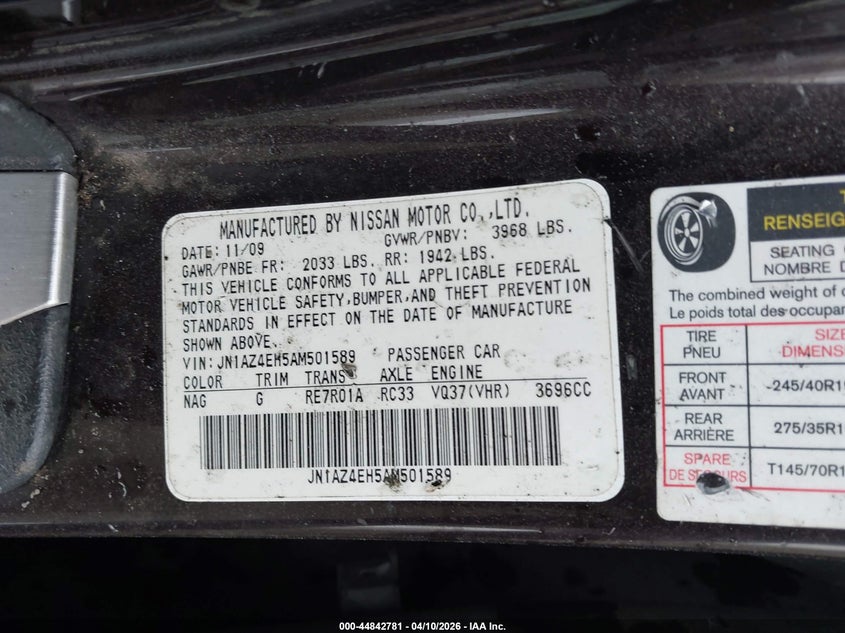 MANUFACTURED BY NISSAN MOTOR CO.,LTD.
DATE: 11/09 GVWR/PNBV: 3968 LBS.
GAWR/PNBE FR: 2033 LBS. RR: 1942 LBS.
THIS VEHICLE CONFORMS TO ALL APPLICABLE FEDERAL
MOTOR VEHICLE SAFETY,BUMPER,AND THEFT PREVENTION
STANDARDS IN EFFECT ON THE DATE OF MANUFACTURE
SHOWN ABOVE.
VIN: JN1AZ4EH5AM501589 PASSENGER CAR
COLOR TRIM TRANS AXLE ENGINE
NAG G RE7R01A RC33 VQ37(VHR) 3696CC
JN1AZ4EH5AM501589
RENSEIG
SEATING
NOMBRE D
The combined weight of
Le poids total des occupa
TIRE SIZE
PNEU DIMENS
FRONT
AVANT
245/40R1
REAR
ARRIÈRE
275/35R1
SPARE
DE SECOURS
T145/70R1
000-44842781 - 04/10/2026 - IAA Inc.